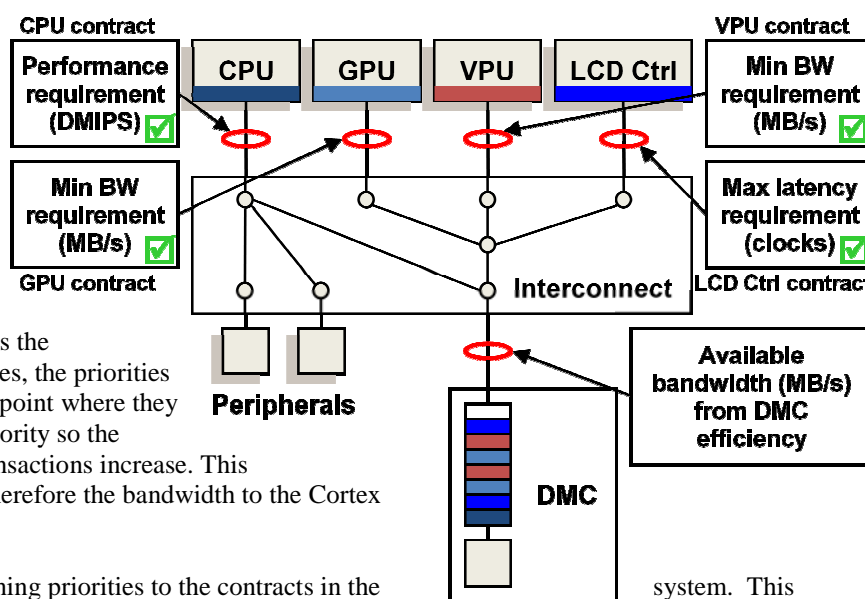 CPU contract
VPU contract
Performance
requirement
(DMIPS)
CPU
GPU
VPU
LCD Ctrl
Min BW
requirement
(MB/s)
Min BW
requirement
(MB/s)
Max latency
requirement
(clocks)
GPU contract
Interconnect
LCD Ctrl contract
s the
es, the priorities
point where they
ority so the
nsactions increase. This
herefore the bandwidth to the Cortex
Peripherals
Available
bandwidth (MB/s)
from DMC
efficiency
DMC
ning priorities to the contracts in the system. This